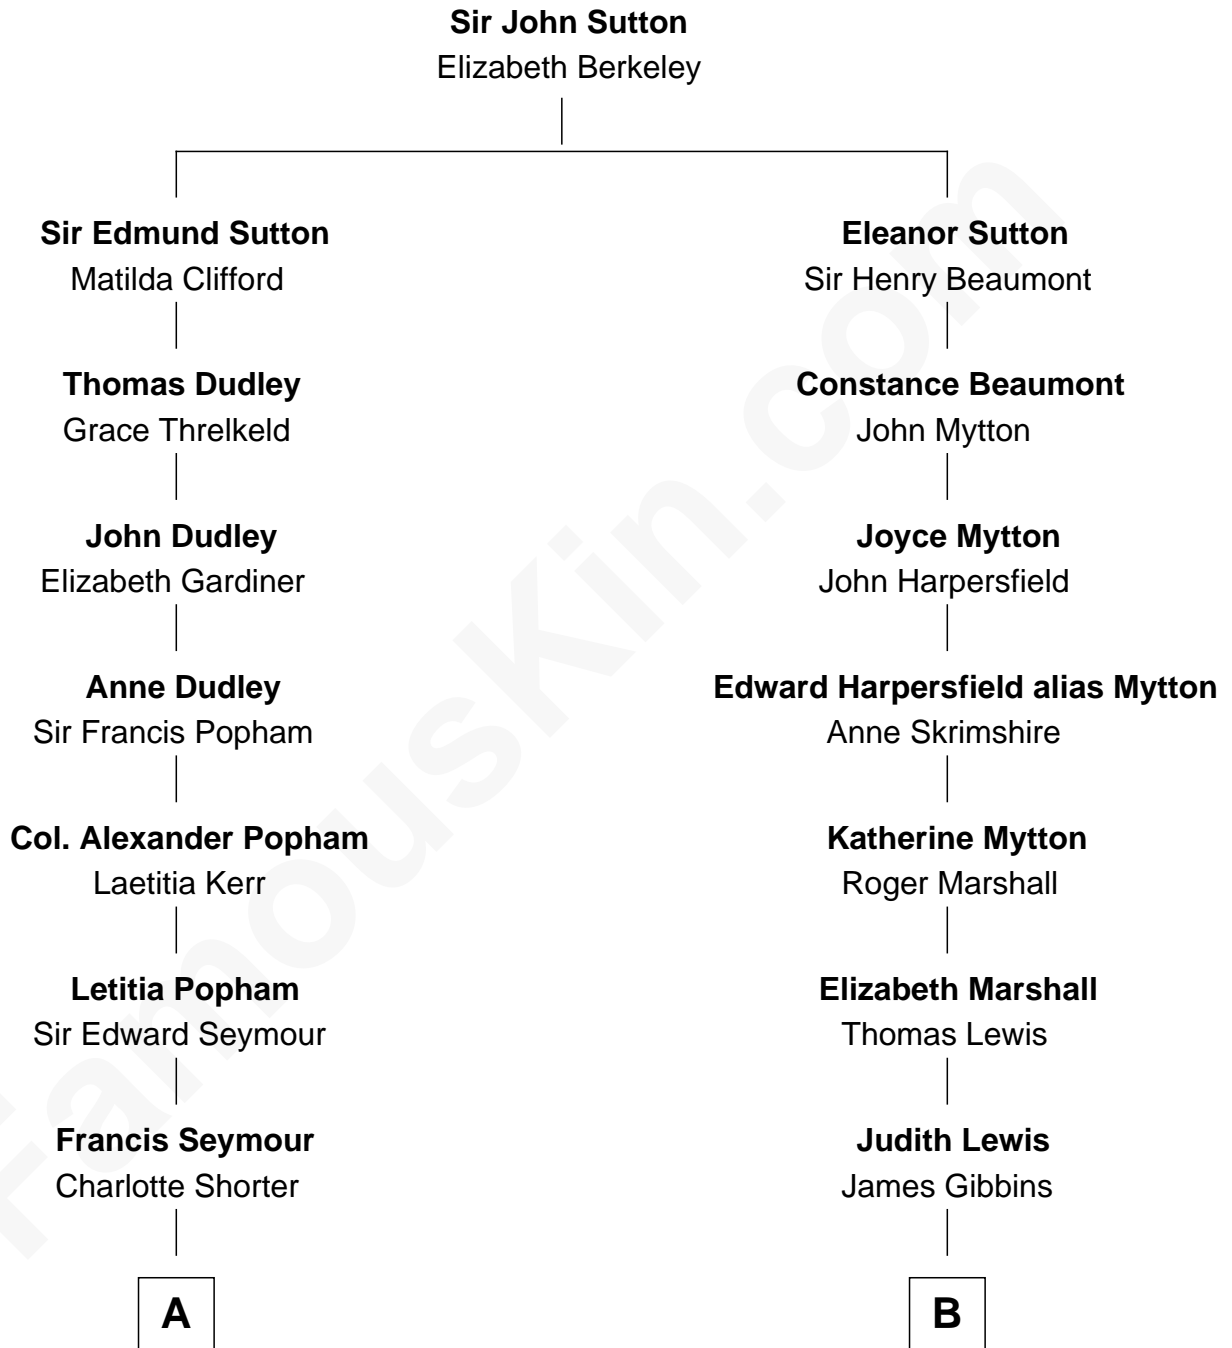 Sir John Sutton
Elizabeth Berkeley
Sir Edmund Sutton
Matilda Clifford
Eleanor Sutton
Sir Henry Beaumont
Thomas Dudley
Grace Threlkeld
Constance Beaumont
John Mytton
John Dudley
Elizabeth Gardiner
Joyce Mytton
John Harpersfield
Anne Dudley
Sir Francis Popham
Edward Harpersfield alias Mytton
Anne Skrimshire
Col. Alexander Popham
Laetitia Kerr
Katherine Mytton
Roger Marshall
Letitia Popham
Sir Edward Seymour
Elizabeth Marshall
Thomas Lewis
Francis Seymour
Charlotte Shorter
Judith Lewis
James Gibbins
A
B
FamousKin.com